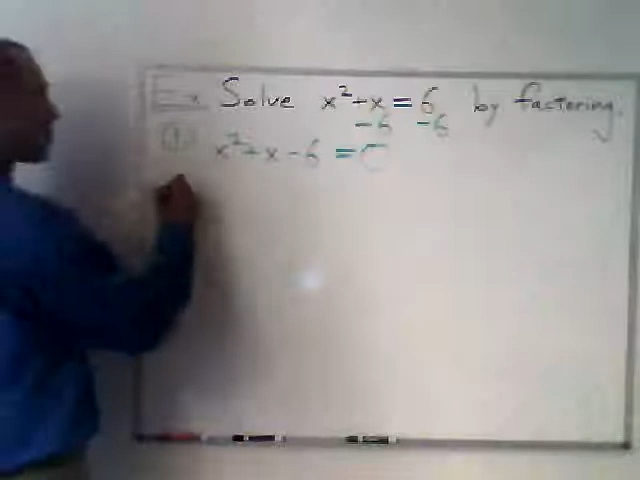 Ex. Solve x² + x = 6 by factoring.
-6 -6
① x² + x - 6 = 0